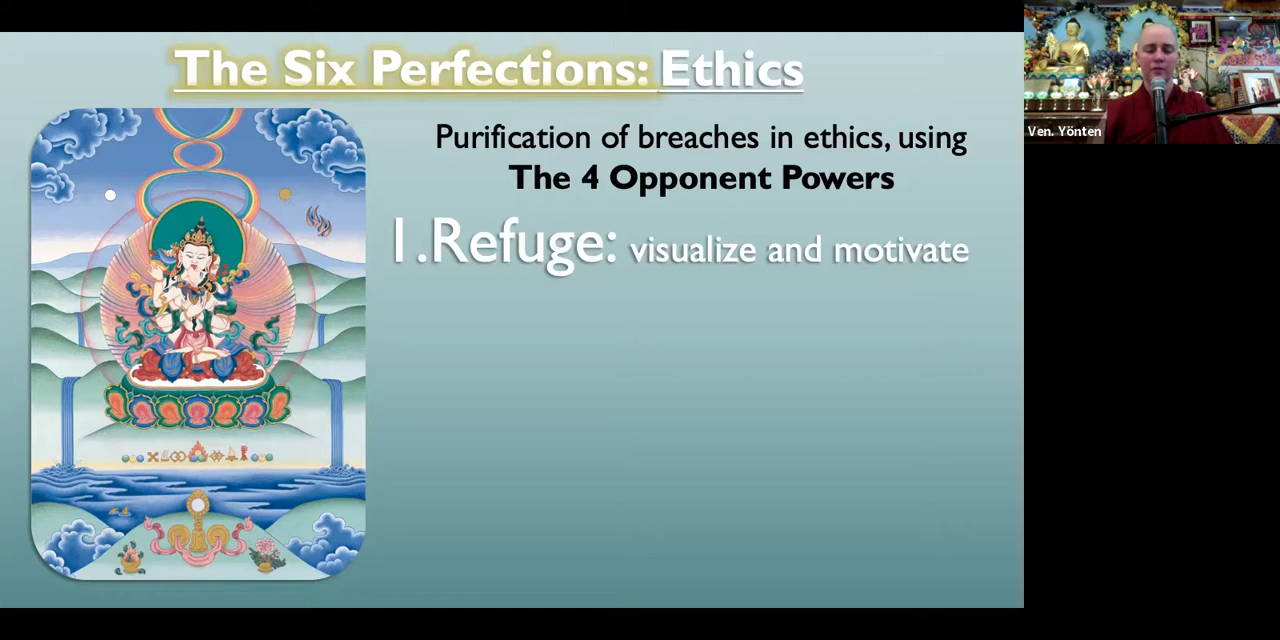 The Six Perfections: Ethics
Purification of breaches in ethics, using
The 4 Opponent Powers
1.Refuge: visualize and motivate
Ven. Yönten